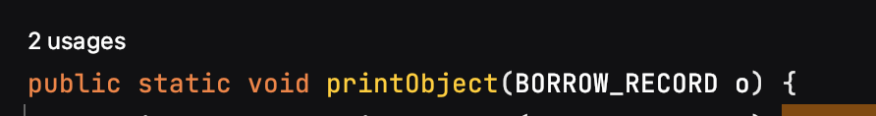 2 usages
public static void printObject(BORROW_RECORD o) {